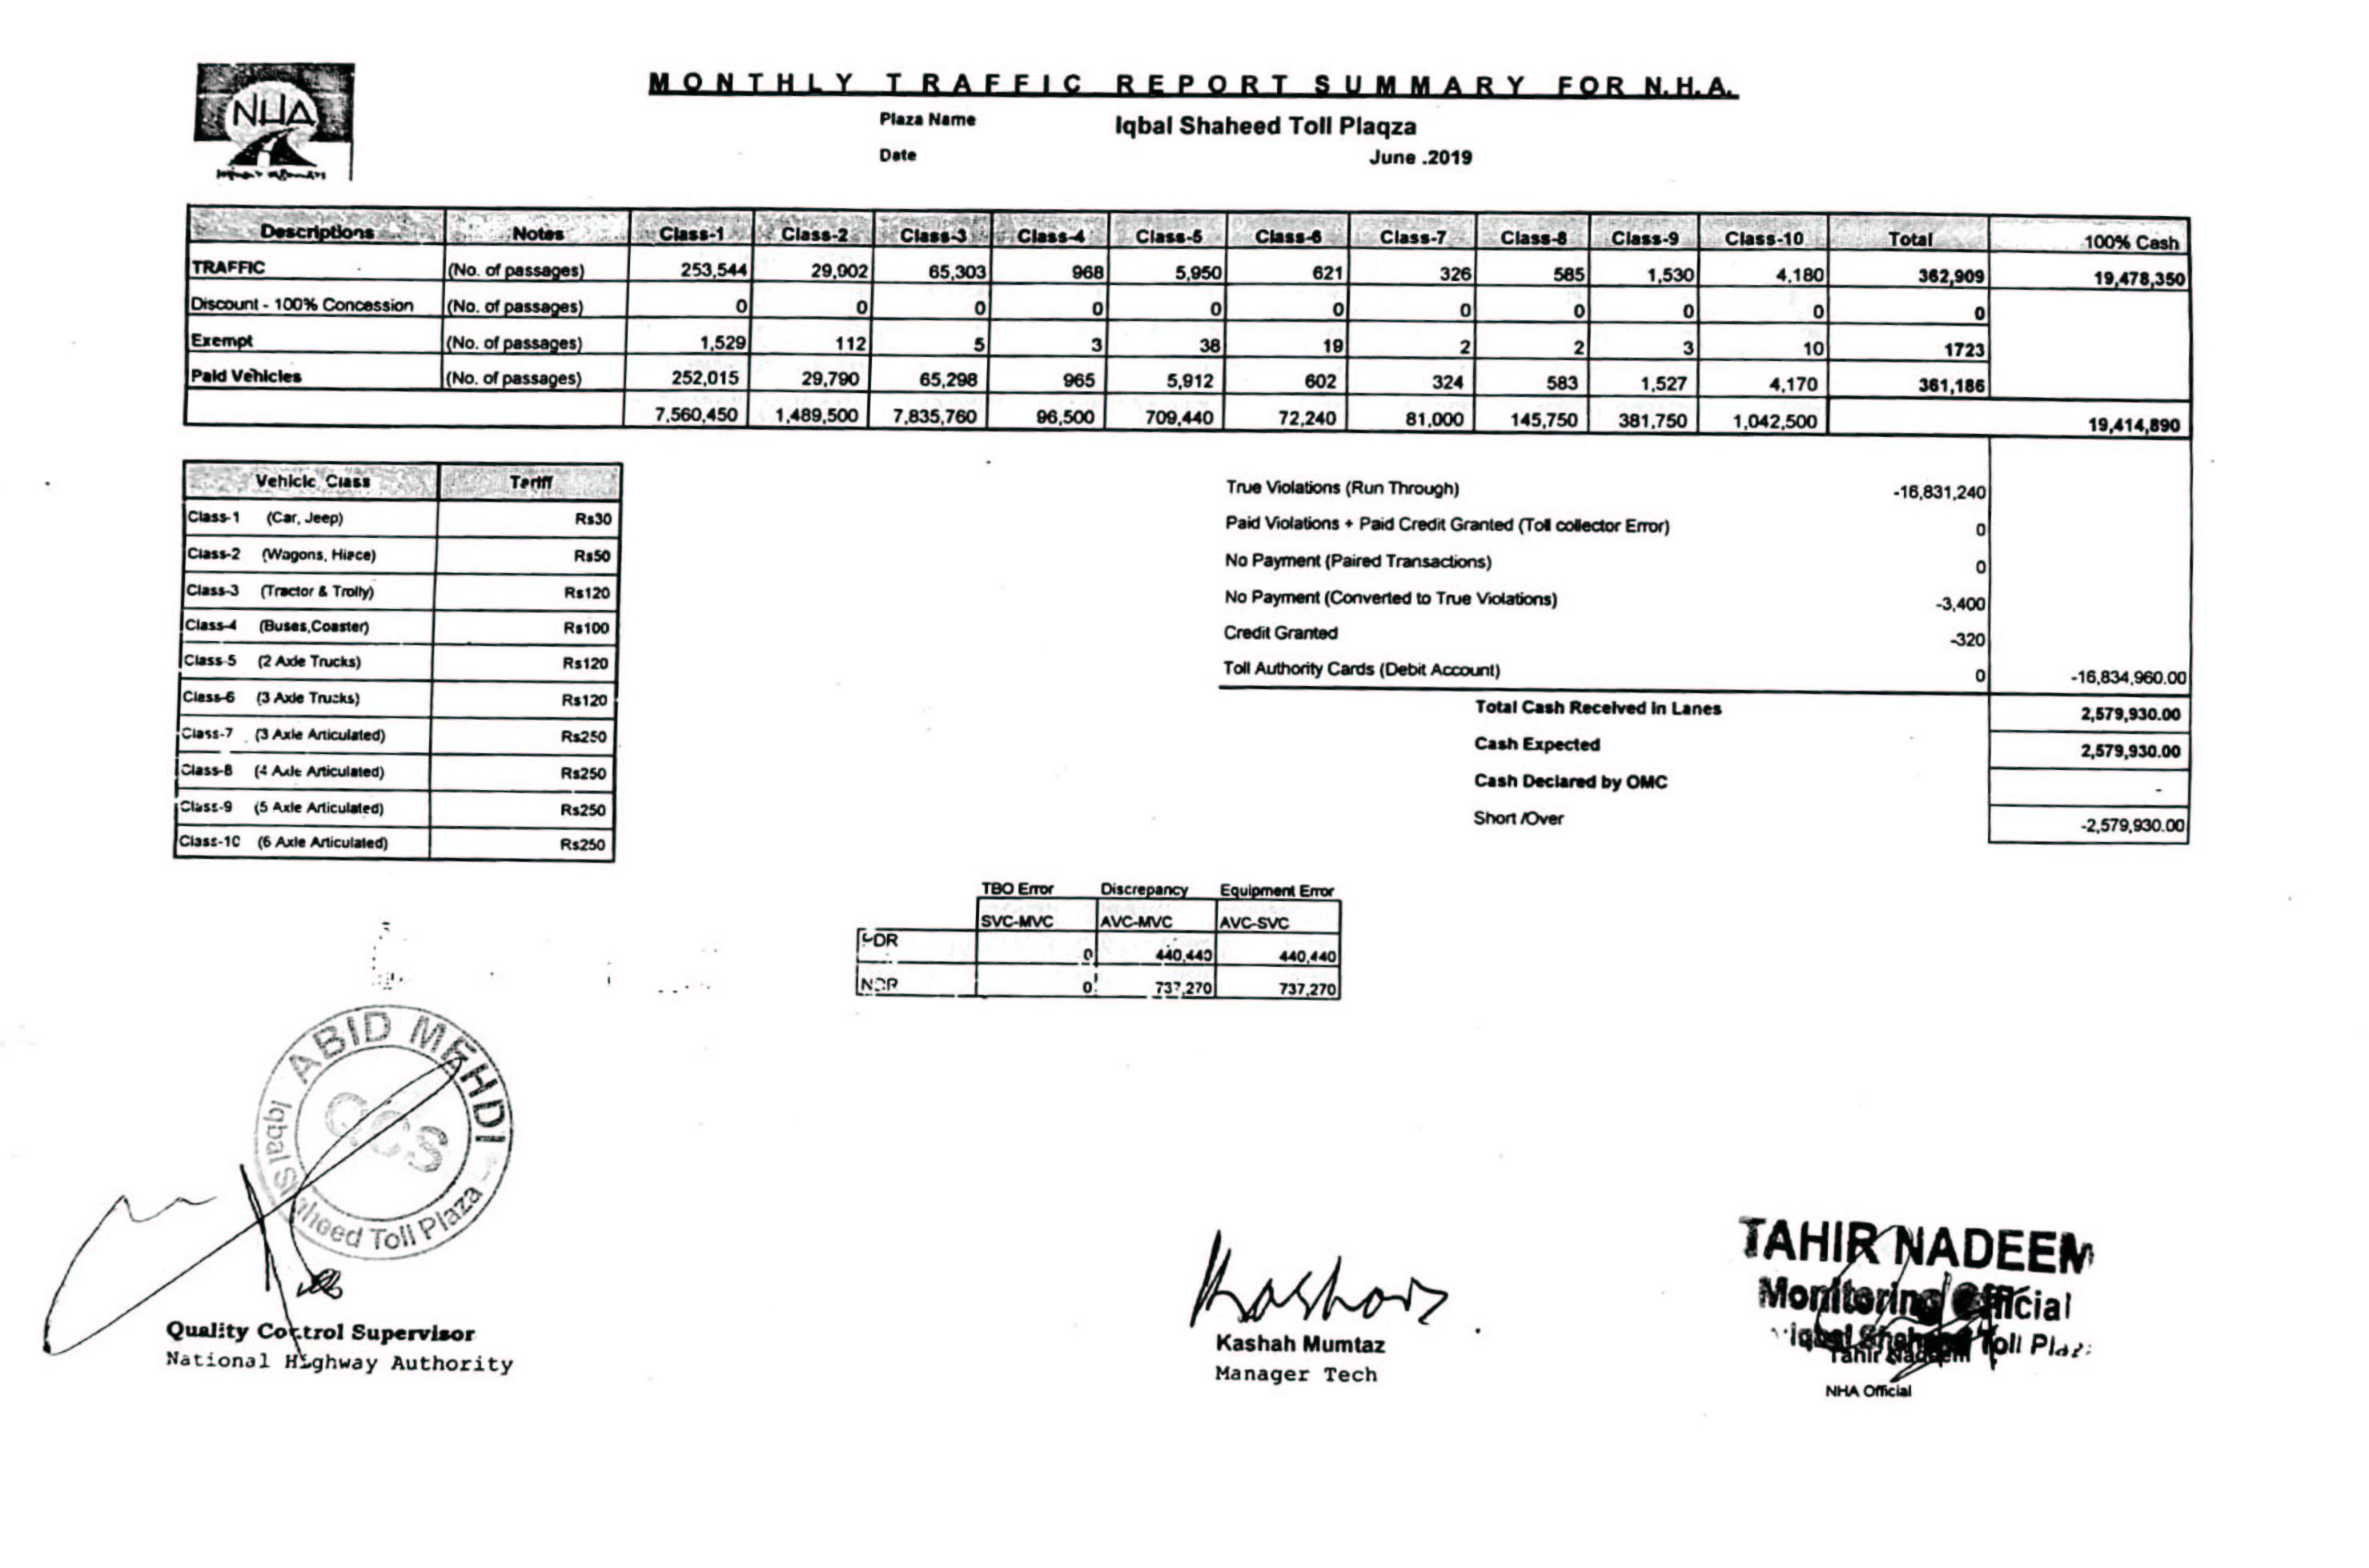 NHA
MONTHLY TRAFFIC REPORT SUMMARY FOR N.H.A.
Plaza Name Iqbal Shaheed Toll Plaqza
Date June .2019
Descriptions Notes Class-1 Class-2 Class-3 Class-4 Class-5 Class-6 Class-7 Class-8 Class-9 Class-10 Total 100% Cash
TRAFFIC (No. of passages) 253,544 29,902 65,303 968 5,950 621 326 585 1,530 4,180 362,909 19,478,350
Discount - 100% Concession (No. of passages) 0 0 0 0 0 0 0 0 0 0 0
Exempt (No. of passages) 1,529 112 5 3 38 19 2 2 3 10 1723
Paid Vehicles (No. of passages) 252,015 29,790 65,298 965 5,912 602 324 583 1,527 4,170 361,186
7,560,450 1,489,500 7,835,760 96,500 709,440 72,240 81,000 145,750 381,750 1,042,500 19,414,890
Vehicle Class Tariff
Class-1 (Car, Jeep) Rs30
Class-2 (Wagons, Hiace) Rs50
Class-3 (Tractor & Trolly) Rs120
Class-4 (Buses,Coaster) Rs100
Class-5 (2 Axle Trucks) Rs120
Class-6 (3 Axle Trucks) Rs120
Class-7 (3 Axle Articulated) Rs250
Class-8 (4 Axle Articulated) Rs250
Class-9 (5 Axle Articulated) Rs250
Class-10 (6 Axle Articulated) Rs250
True Violations (Run Through) -16,831,240
Paid Violations + Paid Credit Granted (Toll collector Error) 0
No Payment (Paired Transactions) 0
No Payment (Converted to True Violations) -3,400
Credit Granted -320
Toll Authority Cards (Debit Account) 0 -16,834,960.00
Total Cash Received in Lanes 2,579,930.00
Cash Expected 2,579,930.00
Cash Declared by OMC -
Short /Over -2,579,930.00
TBO Error Discrepancy Equipment Error
SVC-MVC AVC-MVC AVC-SVC
PDR 0 440,440 440,440
NDR 0 737,270 737,270
ABID MEHDI
QCS
Iqbal Shaheed Toll Plaza
Quality Control Supervisor
National Highway Authority
Kashah Mumtaz
Manager Tech
TAHIR NADEEM
Monitoring Official
Iqbal Shaheed Toll Plaza
Tahir Nadeem
NHA Official